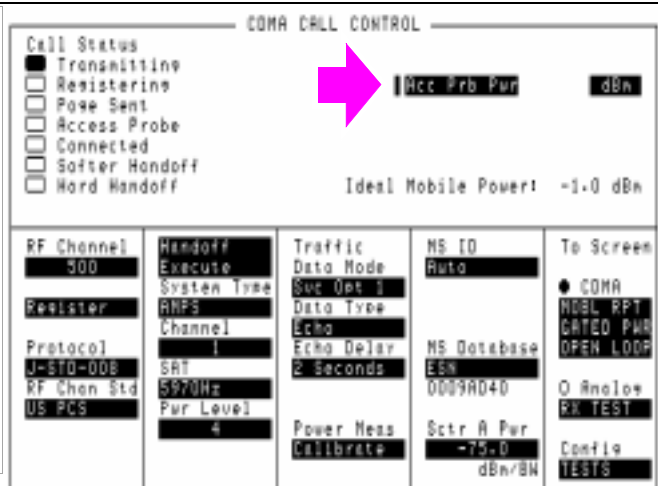 CDMA CALL CONTROL
Call Status
Transmitting
Registering
Page Sent
Access Probe
Connected
Softer Handoff
Hard Handoff
Acc Prb Pwr
dBm
Ideal Mobile Power: -1.0 dBm
RF Channel
500
Register
Protocol
J-STD-008
RF Chan Std
US PCS
Handoff
Execute
System Type
AMPS
Channel
1
SAT
5970Hz
Pwr Level
4
Traffic
Data Mode
Svc Opt 1
Data Type
Echo
Echo Delay
2 Seconds
Power Meas
Calibrate
MS ID
Auto
MS Database
ESN
0009AD40
Sctr A Pwr
-75.0
dBm/BW
To Screen
CDMA
MOBL RPT
GATED PWR
OPEN LOOP
Analog
RX TEST
Config
TESTS